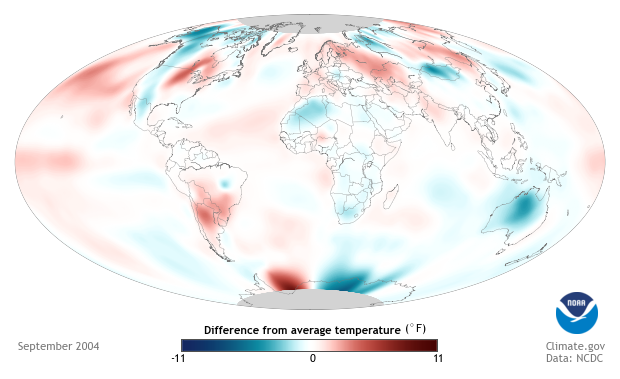 NOAA
Difference from average temperature (°F)
September 2004
-11 0 11
Climate.gov
Data: NCDC